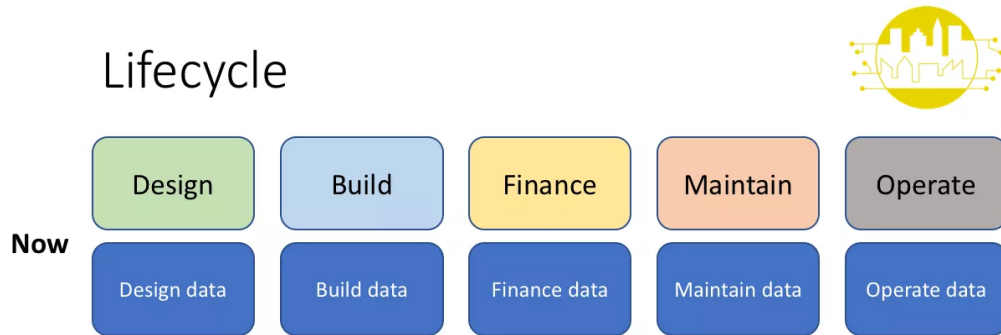 Lifecycle
Design Build Finance Maintain Operate
Now
Design data Build data Finance data Maintain data Operate data